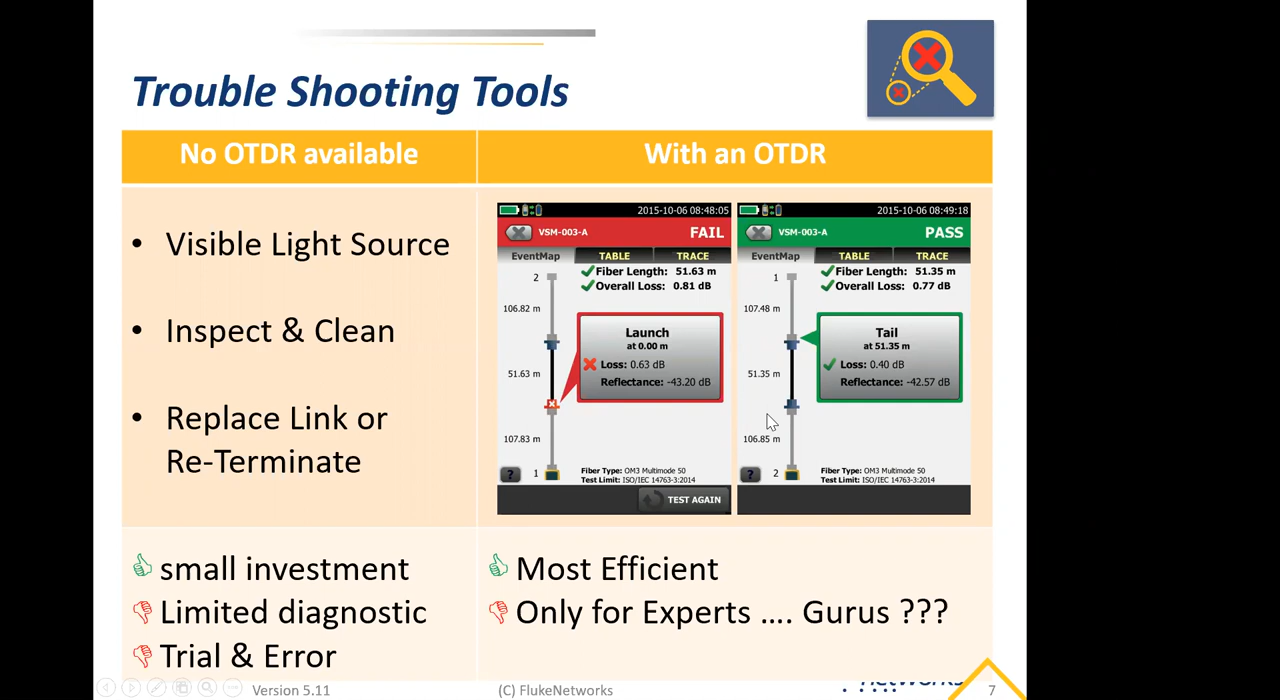 Trouble Shooting Tools
No OTDR available
With an OTDR
• Visible Light Source
• Inspect & Clean
• Replace Link or
Re-Terminate
2015-10-06 08:48:05
VSM-003-A
FAIL
EventMap
TABLE
TRACE
2
Fiber Length: 51.63 m
Overall Loss: 0.81 dB
106.82 m
Launch
at 0.00 m
Loss: 0.63 dB
Reflectance: -43.20 dB
51.63 m
107.83 m
? 1
Fiber Type: OM3 Multimode 50
Test Limit: ISO/IEC 14763-3:2014
TEST AGAIN
2015-10-06 08:49:18
VSM-003-A
PASS
EventMap
TABLE
TRACE
1
Fiber Length: 51.35 m
Overall Loss: 0.77 dB
107.48 m
Tail
at 51.35 m
Loss: 0.40 dB
Reflectance: -42.57 dB
51.35 m
106.85 m
? 2
Fiber Type: OM3 Multimode 50
Test Limit: ISO/IEC 14763-3:2014
small investment
Limited diagnostic
Trial & Error
Most Efficient
Only for Experts .... Gurus ???
Version 5.11
(C) FlukeNetworks
networks
7